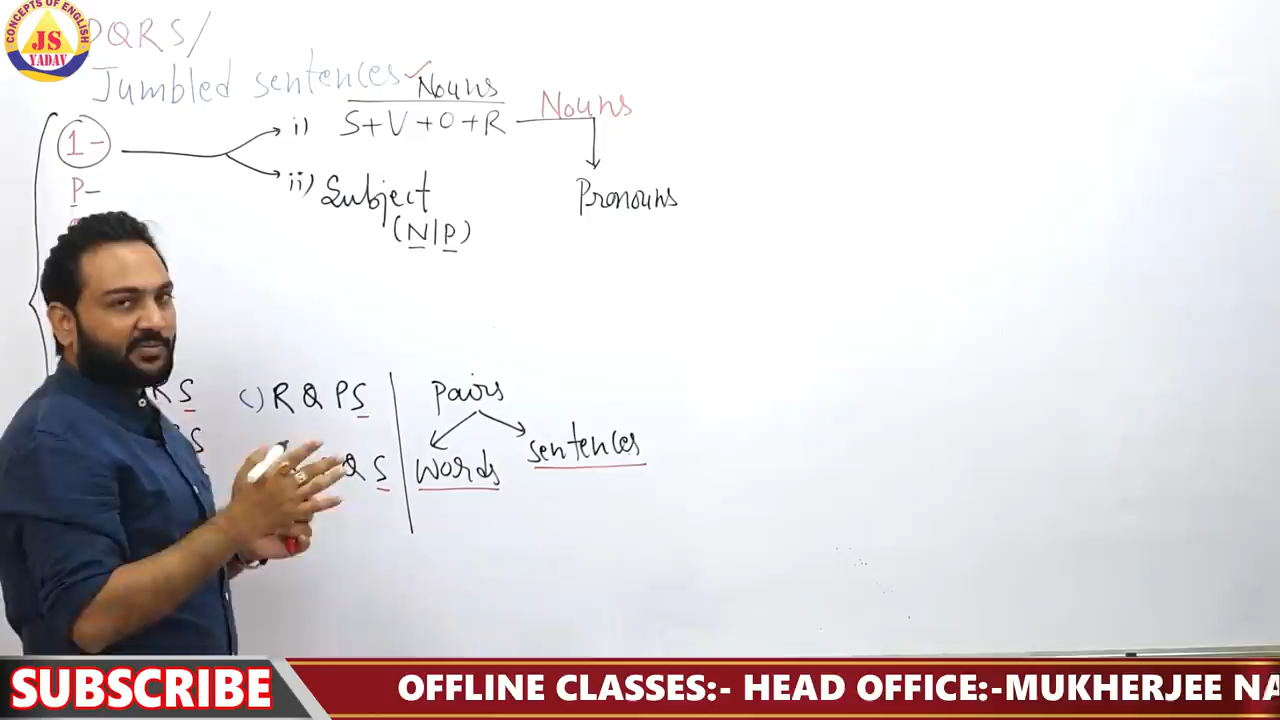 CONCEPTS OF ENGLISH
JS
YADAV
PQRS/
Jumbled sentences
✓Nouns
1- i) S+V+O+R Nouns
P- ii) Subject Pronouns
(N|P)
RS c) R Q P S Pairs
S Q S words sentences
SUBSCRIBE OFFLINE CLASSES:- HEAD OFFICE:-MUKHERJEE NA